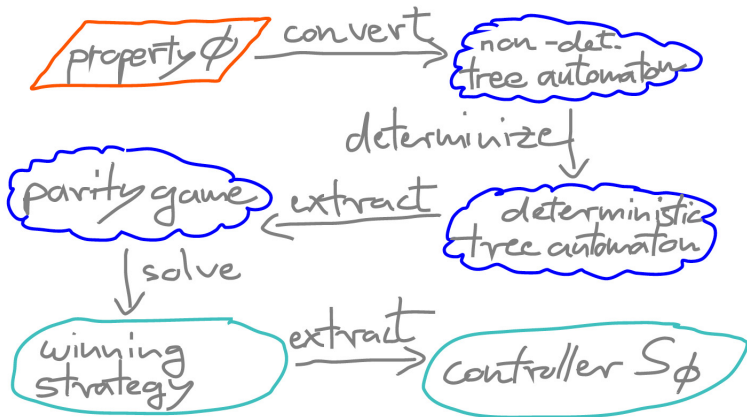 property ϕ
convert
non-det.
tree automaton
determinize
deterministic
tree automaton
extract
parity game
solve
winning
strategy
extract
controller Sϕ